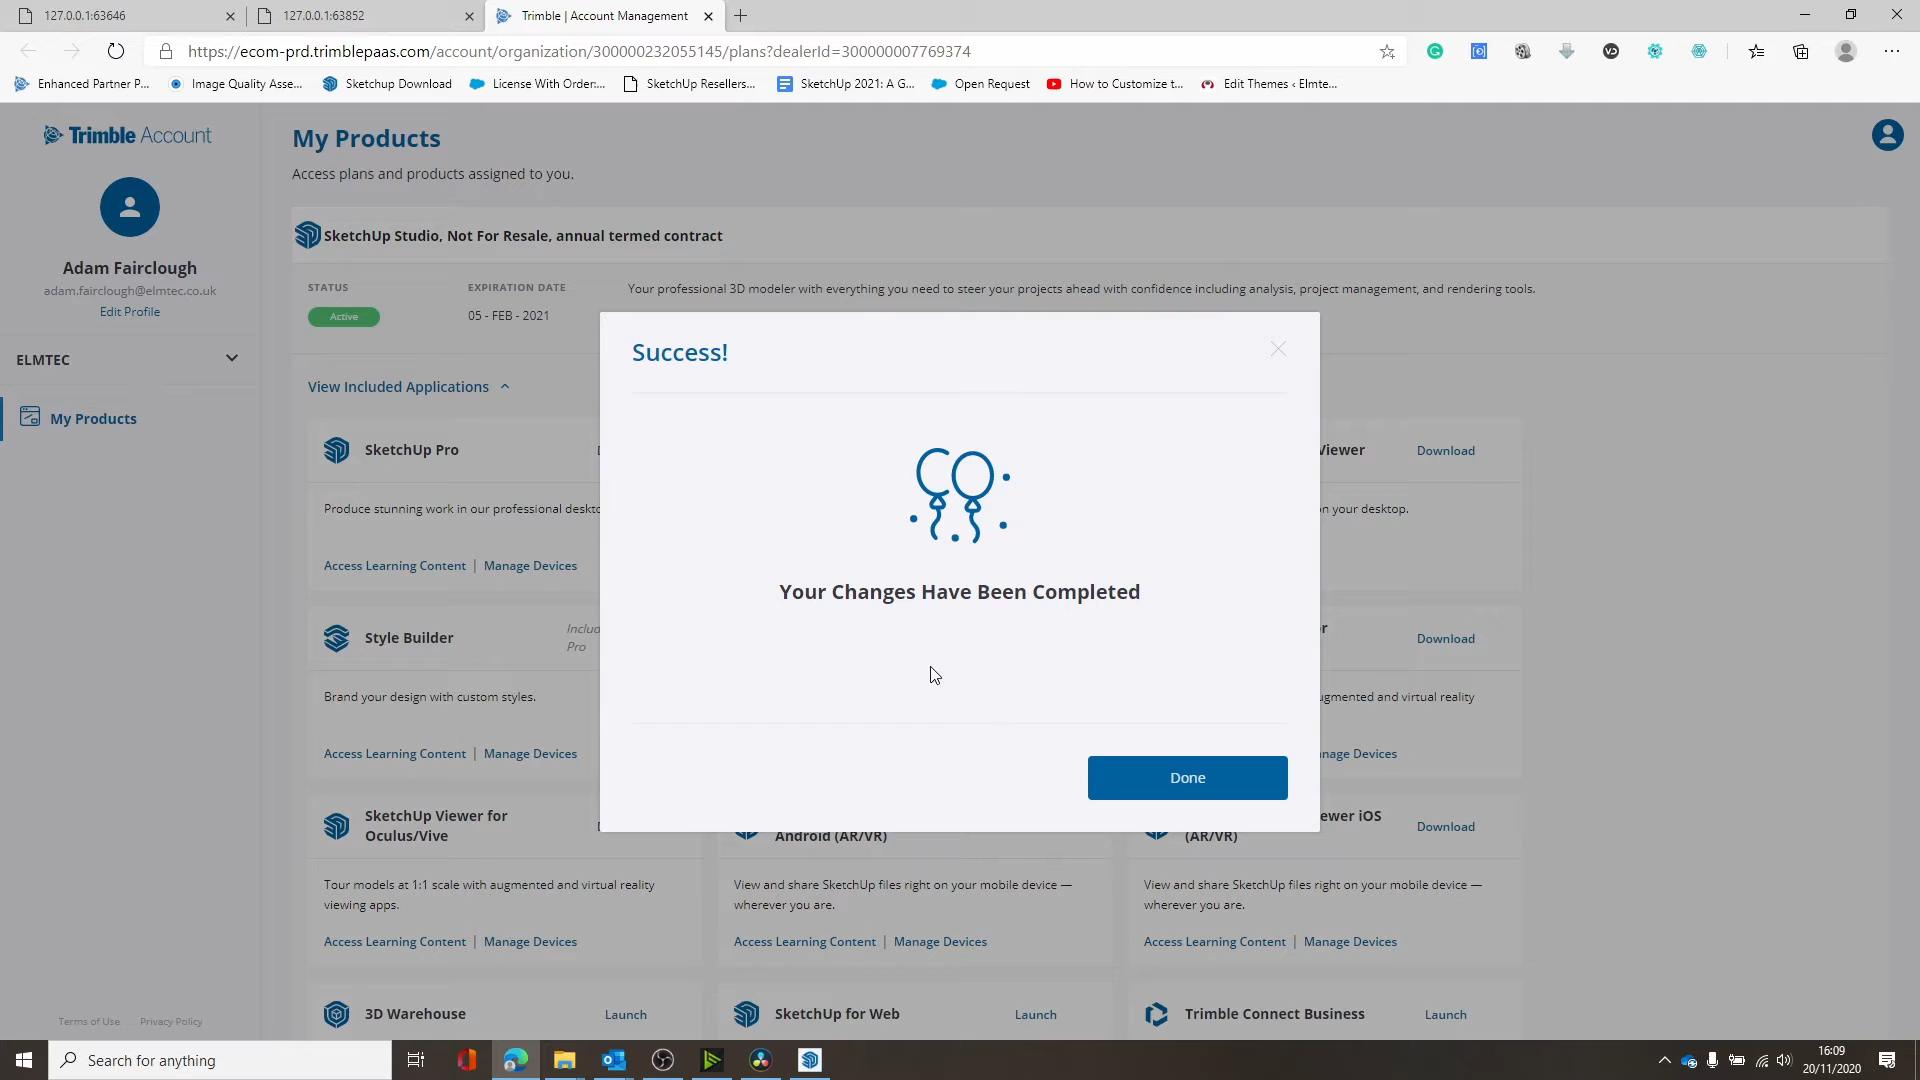 127.0.0.1:63646
127.0.0.1:63852
Trimble | Account Management
https://ecom-prd.trimblepaas.com/account/organization/300000232055145/plans?dealerId=300000007769374
Enhanced Partner P...
Image Quality Asse...
Sketchup Download
License With Order:...
SketchUp Resellers...
SketchUp 2021: A G...
Open Request
How to Customize t...
Edit Themes ‹ Elmte...
Trimble Account
My Products
Access plans and products assigned to you.
SketchUp Studio, Not For Resale, annual termed contract
Adam Fairclough
adam.fairclough@elmtec.co.uk
Edit Profile
STATUS
EXPIRATION DATE
Your professional 3D modeler with everything you need to steer your projects ahead with confidence including analysis, project management, and rendering tools.
Active
05 - FEB - 2021
ELMTEC
My Products
View Included Applications
Success!
Your Changes Have Been Completed
Done
SketchUp Pro
Viewer
Download
Produce stunning work in our professional deskto
on your desktop.
Access Learning Content | Manage Devices
Style Builder
Includ
Pro
Download
Brand your design with custom styles.
ugmented and virtual reality
Access Learning Content | Manage Devices
nage Devices
SketchUp Viewer for
Oculus/Vive
Android (AR/VR)
ewer iOS
(AR/VR)
Download
Tour models at 1:1 scale with augmented and virtual reality
viewing apps.
View and share SketchUp files right on your mobile device —
wherever you are.
View and share SketchUp files right on your mobile device —
wherever you are.
Access Learning Content | Manage Devices
Access Learning Content | Manage Devices
Access Learning Content | Manage Devices
3D Warehouse
Launch
SketchUp for Web
Launch
Trimble Connect Business
Launch
Terms of Use
Privacy Policy
Search for anything
16:09
20/11/2020